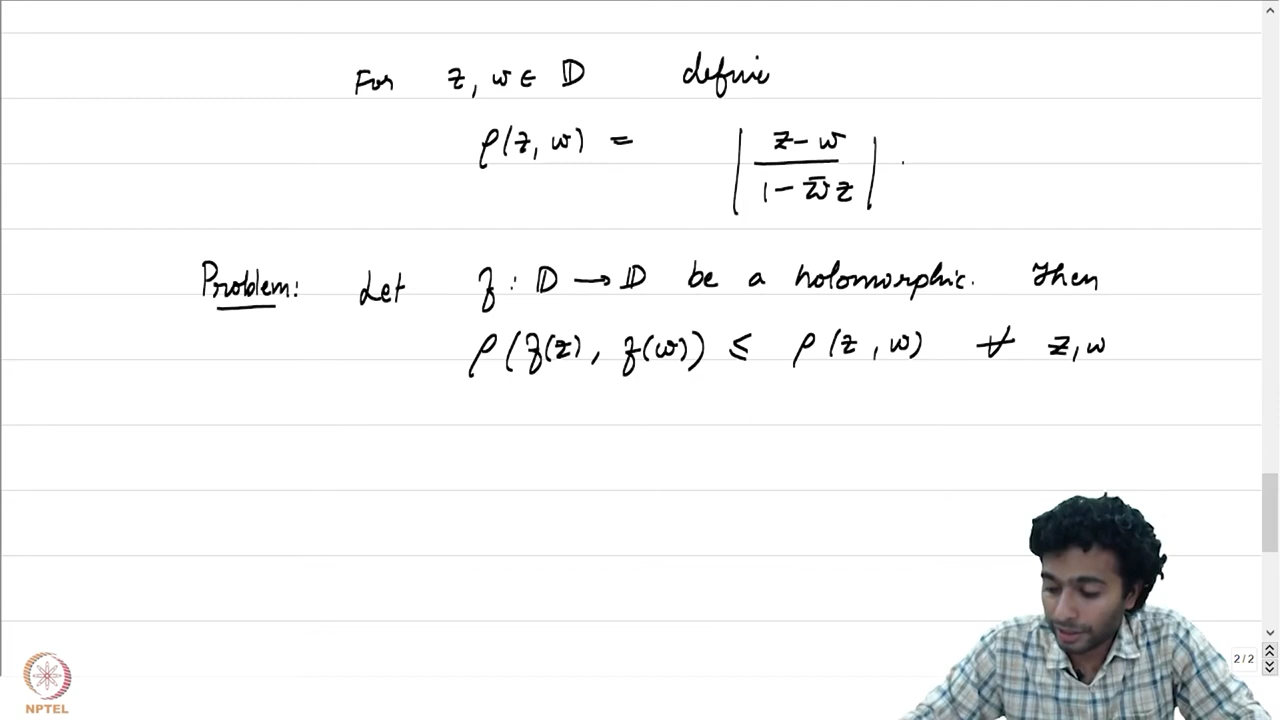 For z, w ∈ 𝔻 define
ρ(z, w) = | z - w / 1 - w̄ z | .
Problem: Let f : 𝔻 → 𝔻 be a holomorphic. Then
ρ(f(z), f(w)) ≤ ρ(z, w) ∀ z, w
2/2
NPTEL